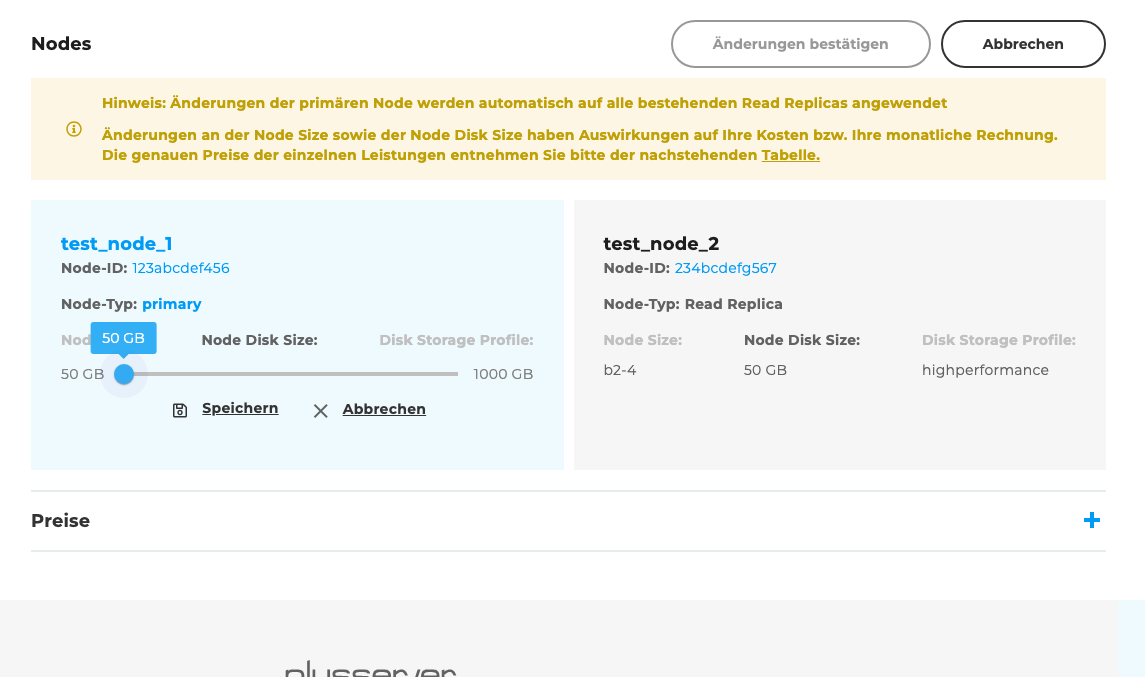 Nodes
Änderungen bestätigen
Abbrechen
Hinweis: Änderungen der primären Node werden automatisch auf alle bestehenden Read Replicas angewendet
Änderungen an der Node Size sowie der Node Disk Size haben Auswirkungen auf Ihre Kosten bzw. Ihre monatliche Rechnung.
Die genauen Preise der einzelnen Leistungen entnehmen Sie bitte der nachstehenden Tabelle.
test_node_1
Node-ID: 123abcdef456
Node-Typ: primary
50 GB
Node Disk Size:
Disk Storage Profile:
50 GB
1000 GB
Speichern
Abbrechen
test_node_2
Node-ID: 234bcdefg567
Node-Typ: Read Replica
Node Size:
Node Disk Size:
Disk Storage Profile:
b2-4
50 GB
highperformance
Preise
plusserver